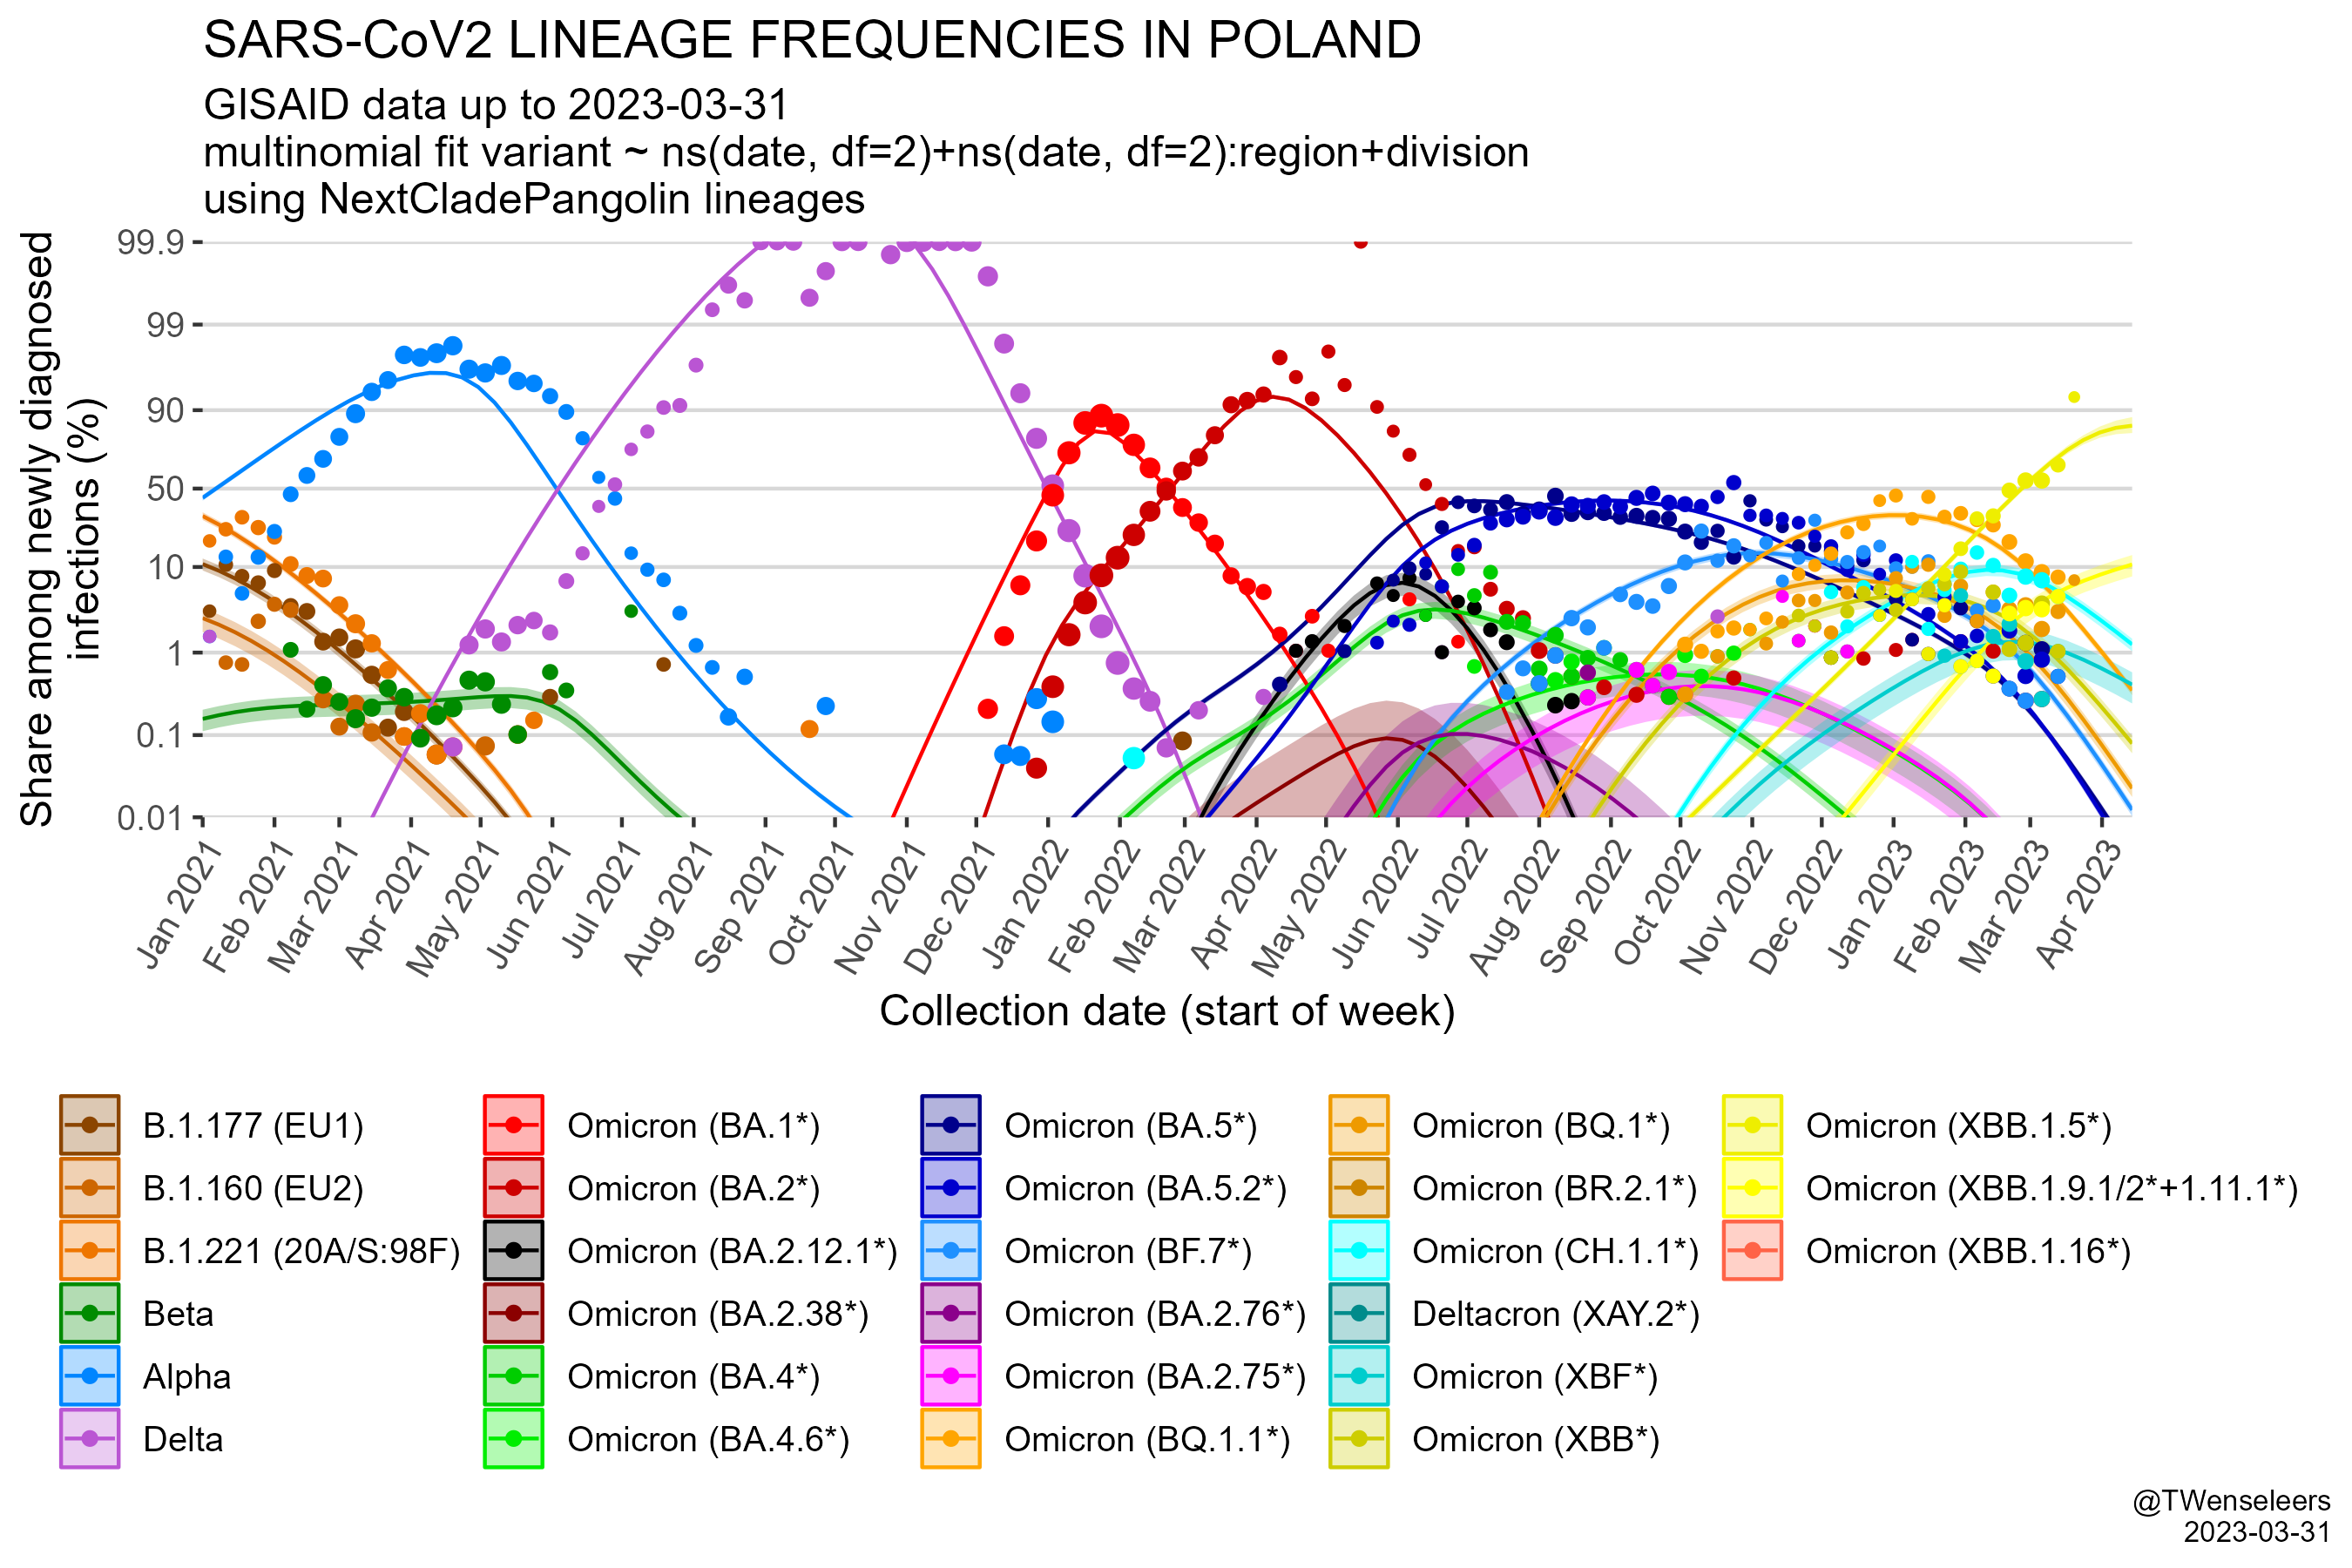 SARS-CoV2 LINEAGE FREQUENCIES IN POLAND
GISAID data up to 2023-03-31
multinomial fit variant ~ ns(date, df=2)+ns(date, df=2):region+division
using NextCladePangolin lineages
Share among newly diagnosed
infections (%)
99.9
99
90
50
10
1
0.1
0.01
Jan 2021
Feb 2021
Mar 2021
Apr 2021
May 2021
Jun 2021
Jul 2021
Aug 2021
Sep 2021
Oct 2021
Nov 2021
Dec 2021
Jan 2022
Feb 2022
Mar 2022
Apr 2022
May 2022
Jun 2022
Jul 2022
Aug 2022
Sep 2022
Oct 2022
Nov 2022
Dec 2022
Jan 2023
Feb 2023
Mar 2023
Apr 2023
Collection date (start of week)
B.1.177 (EU1)
B.1.160 (EU2)
B.1.221 (20A/S:98F)
Beta
Alpha
Delta
Omicron (BA.1*)
Omicron (BA.2*)
Omicron (BA.2.12.1*)
Omicron (BA.2.38*)
Omicron (BA.4*)
Omicron (BA.4.6*)
Omicron (BA.5*)
Omicron (BA.5.2*)
Omicron (BF.7*)
Omicron (BA.2.76*)
Omicron (BA.2.75*)
Omicron (BQ.1.1*)
Omicron (BQ.1*)
Omicron (BR.2.1*)
Omicron (CH.1.1*)
Deltacron (XAY.2*)
Omicron (XBF*)
Omicron (XBB*)
Omicron (XBB.1.5*)
Omicron (XBB.1.9.1/2*+1.11.1*)
Omicron (XBB.1.16*)
@TWenseleers
2023-03-31